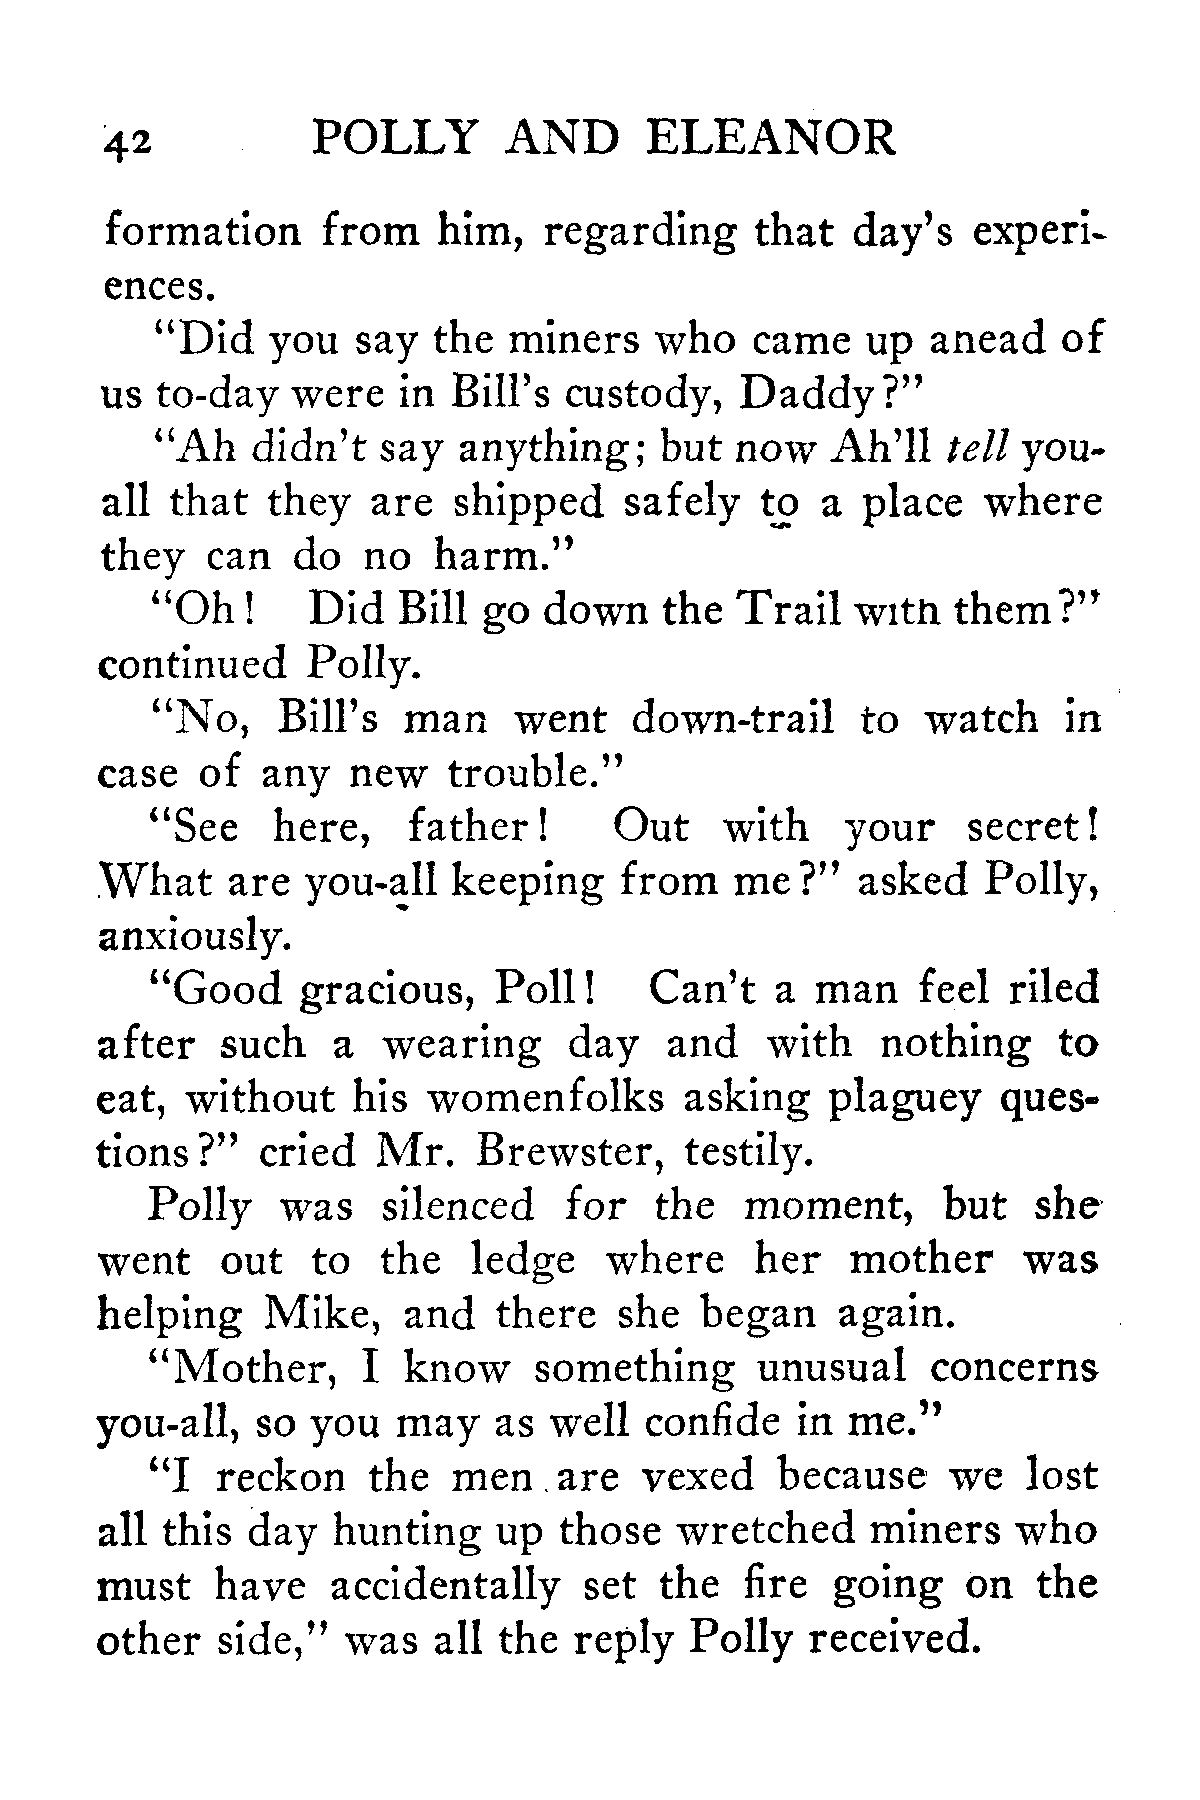 42 POLLY AND ELEANOR
formation from him, regarding that day's experi-
ences.
"Did you say the miners who came up anead of
us to-day were in Bill's custody, Daddy?"
"Ah didn't say anything; but now Ah'll tell you-
all that they are shipped safely to a place where
they can do no harm."
"Oh! Did Bill go down the Trail with them?"
continued Polly.
"No, Bill's man went down-trail to watch in
case of any new trouble."
"See here, father! Out with your secret!
What are you-all keeping from me?" asked Polly,
anxiously.
"Good gracious, Poll! Can't a man feel riled
after such a wearing day and with nothing to
eat, without his womenfolks asking plaguey ques-
tions?" cried Mr. Brewster, testily.
Polly was silenced for the moment, but she
went out to the ledge where her mother was
helping Mike, and there she began again.
"Mother, I know something unusual concerns
you-all, so you may as well confide in me."
"I reckon the men are vexed because we lost
all this day hunting up those wretched miners who
must have accidentally set the fire going on the
other side," was all the reply Polly received.